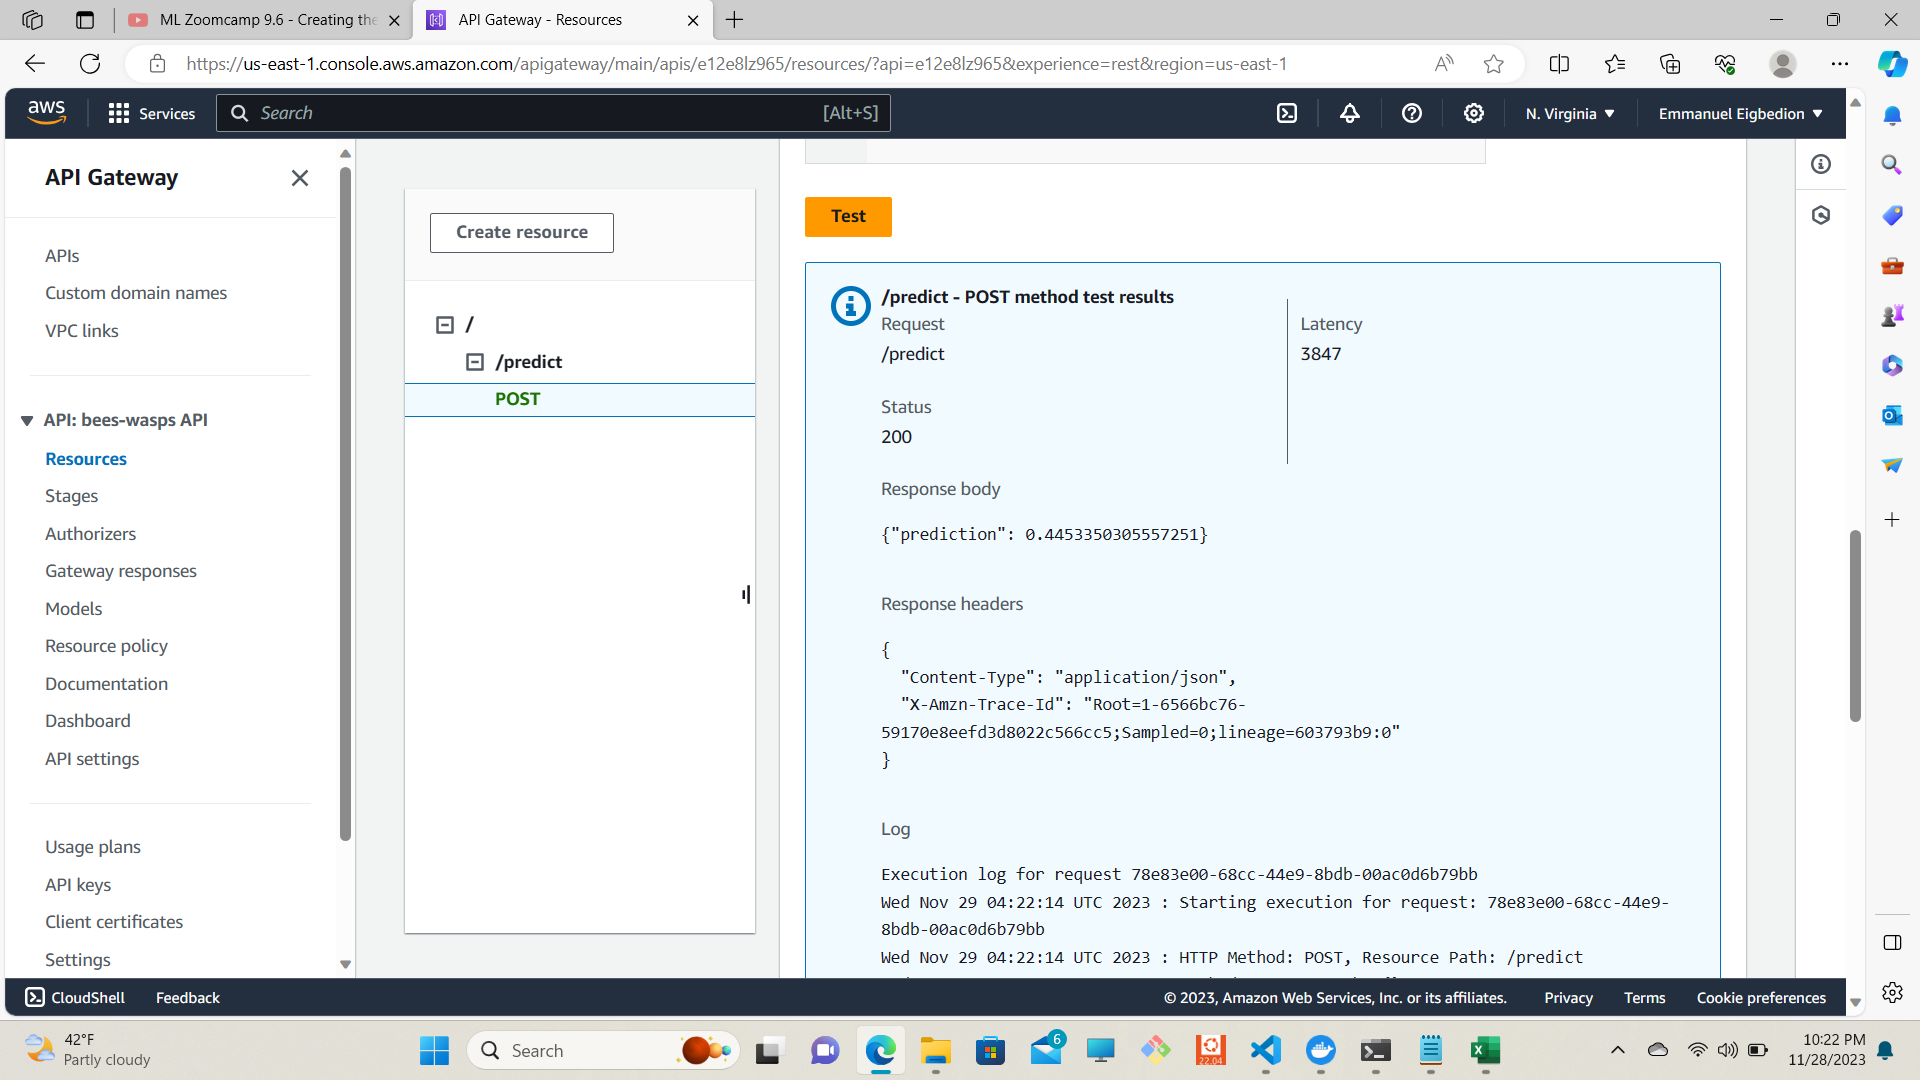 ML Zoomcamp 9.6 - Creating the
API Gateway - Resources
https://us-east-1.console.aws.amazon.com/apigateway/main/apis/e12e8lz965/resources/?api=e12e8lz965&experience=rest&region=us-east-1
aws
Services
Search
[Alt+S]
N. Virginia
Emmanuel Eigbedion
API Gateway
APIs
Custom domain names
VPC links
API: bees-wasps API
Resources
Stages
Authorizers
Gateway responses
Models
Resource policy
Documentation
Dashboard
API settings
Usage plans
API keys
Client certificates
Settings
Create resource
/
/predict
POST
Test
/predict - POST method test results
Request
/predict
Latency
3847
Status
200
Response body
{"prediction": 0.4453350305557251}
Response headers
{
"Content-Type": "application/json",
"X-Amzn-Trace-Id": "Root=1-6566bc76-
59170e8eefd3d8022c566cc5;Sampled=0;lineage=603793b9:0"
}
Log
Execution log for request 78e83e00-68cc-44e9-8bdb-00ac0d6b79bb
Wed Nov 29 04:22:14 UTC 2023 : Starting execution for request: 78e83e00-68cc-44e9-
8bdb-00ac0d6b79bb
Wed Nov 29 04:22:14 UTC 2023 : HTTP Method: POST, Resource Path: /predict
CloudShell
Feedback
© 2023, Amazon Web Services, Inc. or its affiliates.
Privacy
Terms
Cookie preferences
42°F
Partly cloudy
Search
6
22.04
10:22 PM
11/28/2023